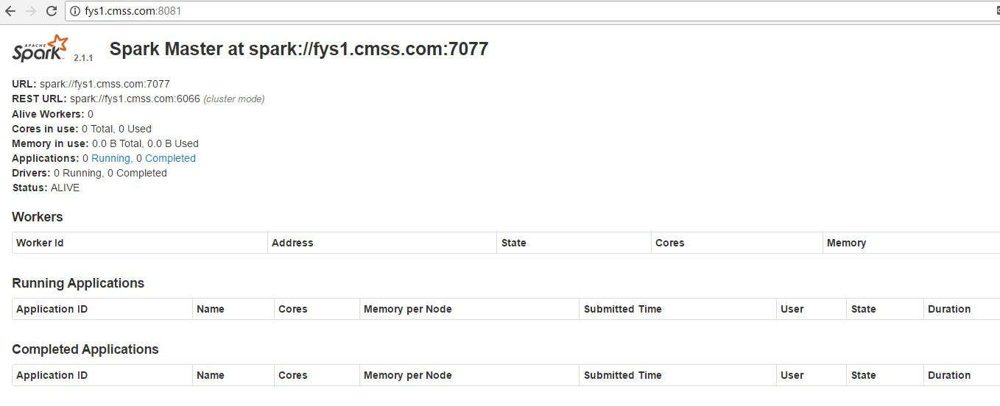 fys1.cmss.com:8081
APACHE
Spark 2.1.1 Spark Master at spark://fys1.cmss.com:7077
URL: spark://fys1.cmss.com:7077
REST URL: spark://fys1.cmss.com:6066 (cluster mode)
Alive Workers: 0
Cores in use: 0 Total, 0 Used
Memory in use: 0.0 B Total, 0.0 B Used
Applications: 0 Running, 0 Completed
Drivers: 0 Running, 0 Completed
Status: ALIVE
Workers
Worker Id Address State Cores Memory
Running Applications
Application ID Name Cores Memory per Node Submitted Time User State Duration
Completed Applications
Application ID Name Cores Memory per Node Submitted Time User State Duration